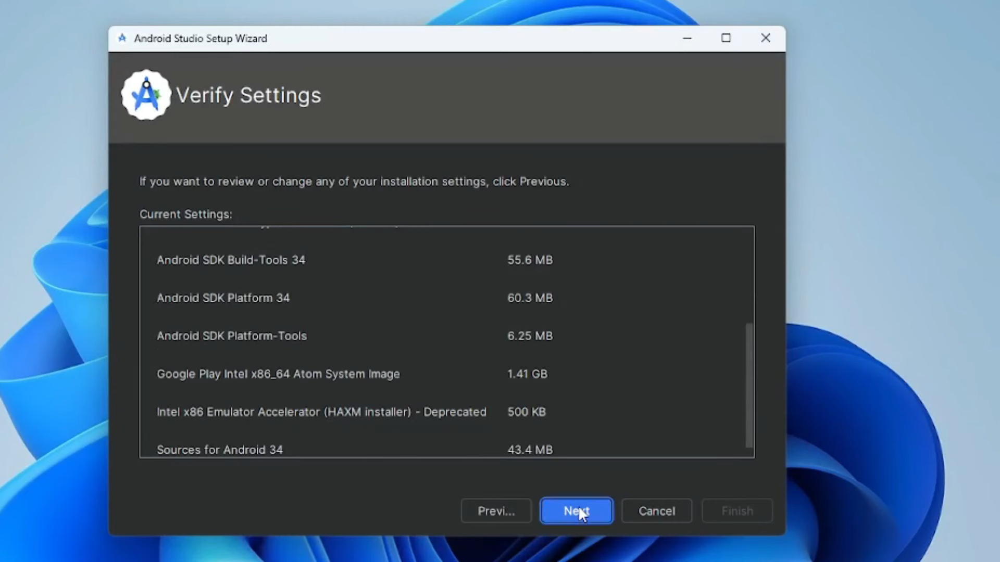 Android Studio Setup Wizard
Verify Settings
If you want to review or change any of your installation settings, click Previous.
Current Settings:
Android SDK Build-Tools 34 55.6 MB
Android SDK Platform 34 60.3 MB
Android SDK Platform-Tools 6.25 MB
Google Play Intel x86_64 Atom System Image 1.41 GB
Intel x86 Emulator Accelerator (HAXM installer) - Deprecated 500 KB
Sources for Android 34 43.4 MB
Previ... Next Cancel Finish